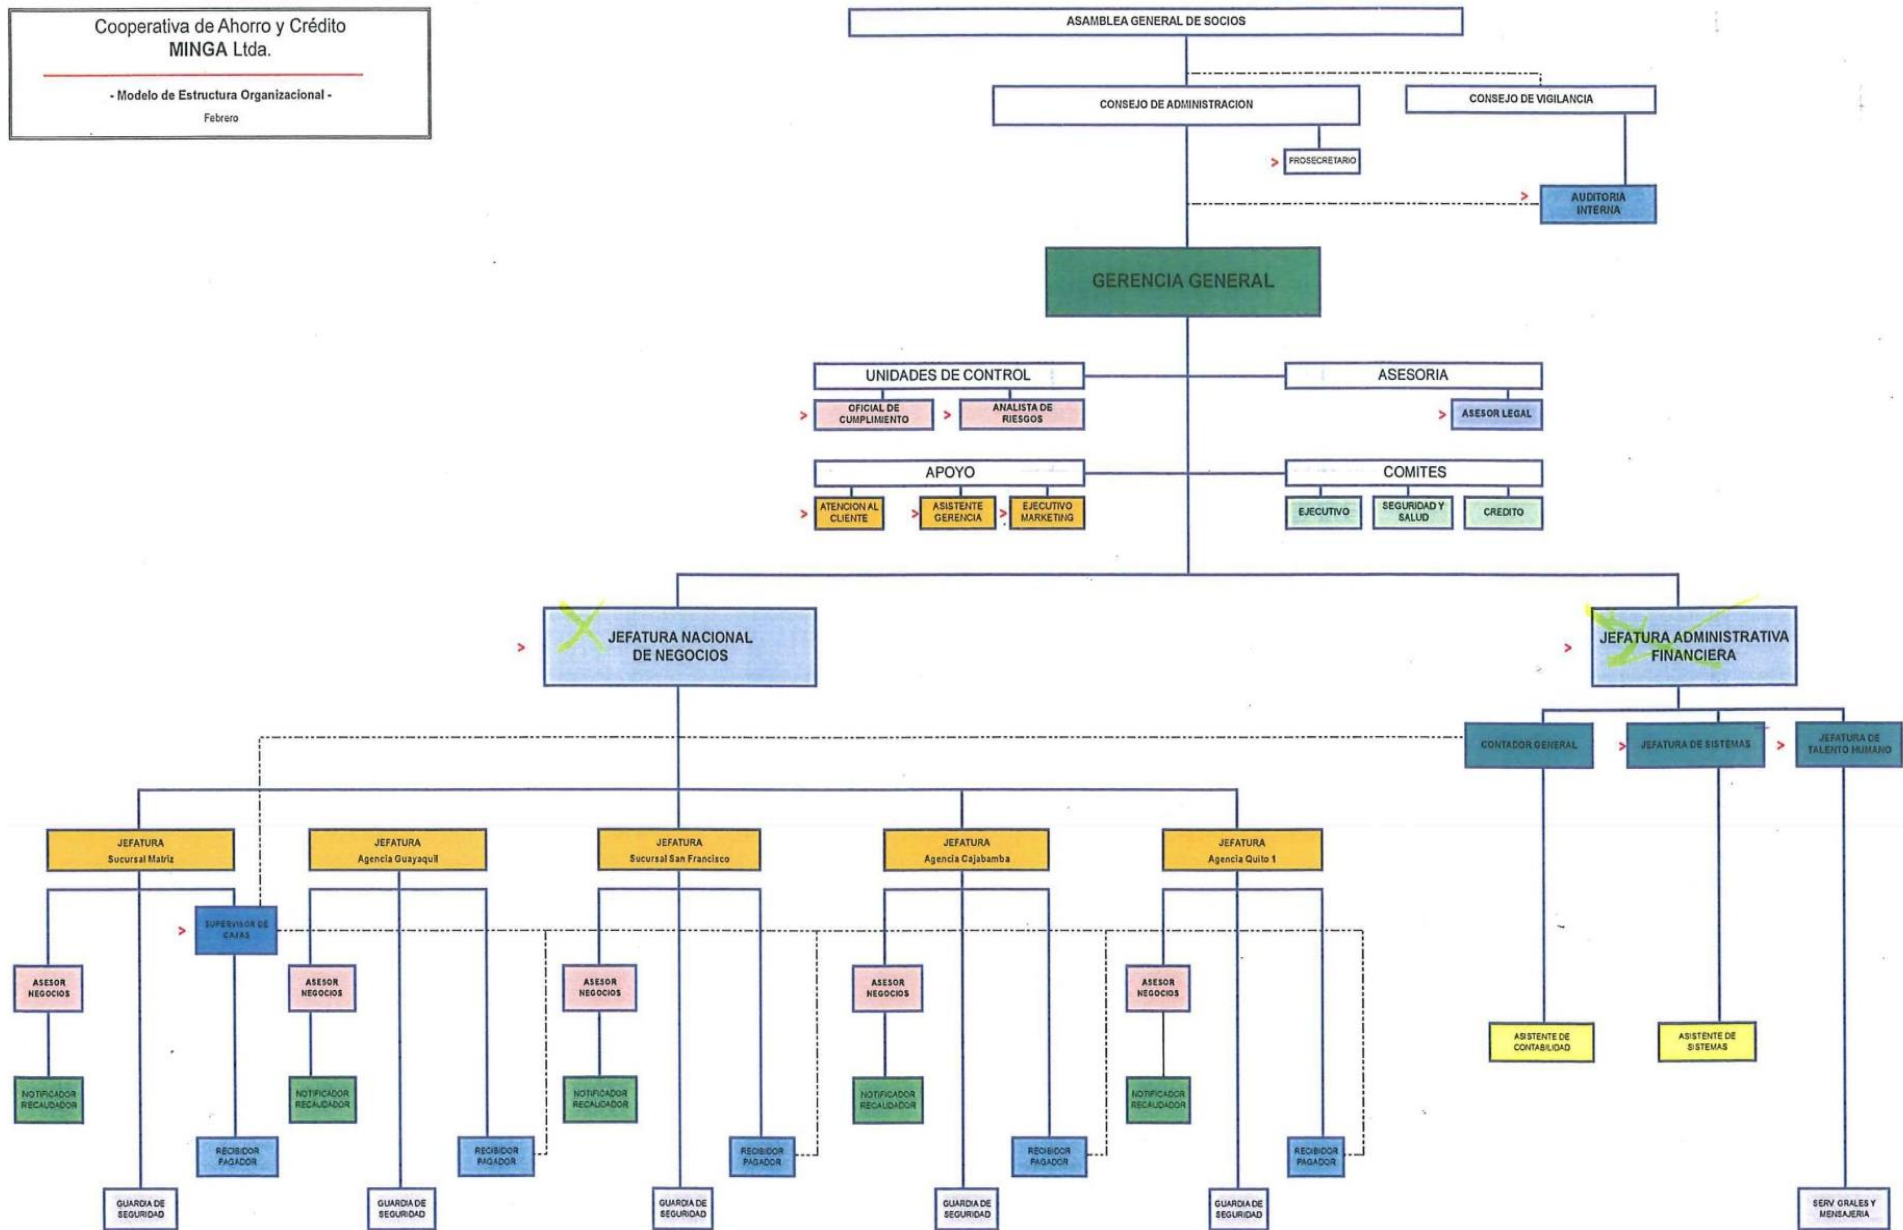 Cooperativa de Ahorro y Crédito
MINGA Ltda.
- Modelo de Estructura Organizacional -
Febrero
ASAMBLEA GENERAL DE SOCIOS
CONSEJO DE ADMINISTRACION
CONSEJO DE VIGILANCIA
> PROSECRETARIO
> AUDITORIA
INTERNA
GERENCIA GENERAL
UNIDADES DE CONTROL
ASESORIA
> OFICIAL DE
CUMPLIMIENTO
> ANALISTA DE
RIESGOS
> ASESOR LEGAL
APOYO
COMITES
> ATENCION AL
CLIENTE
> ASISTENTE
GERENCIA
> EJECUTIVO
MARKETING
EJECUTIVO
SEGURIDAD Y
SALUD
CREDITO
> JEFATURA NACIONAL
DE NEGOCIOS
> JEFATURA ADMINISTRATIVA
FINANCIERA
CONTADOR GENERAL
> JEFATURA DE SISTEMAS
> JEFATURA DE
TALENTO HUMANO
JEFATURA
Sucursal Matriz
JEFATURA
Agencia Guayaquil
JEFATURA
Sucursal San Francisco
JEFATURA
Agencia Cajabamba
JEFATURA
Agencia Quito 1
> SUPERVISOR DE
CAJAS
ASESOR
NEGOCIOS
ASESOR
NEGOCIOS
ASESOR
NEGOCIOS
ASESOR
NEGOCIOS
ASESOR
NEGOCIOS
ASISTENTE DE
CONTABILIDAD
ASISTENTE DE
SISTEMAS
NOTIFICADOR
RECAUDADOR
NOTIFICADOR
RECAUDADOR
NOTIFICADOR
RECAUDADOR
NOTIFICADOR
RECAUDADOR
NOTIFICADOR
RECAUDADOR
RECIBIDOR
PAGADOR
RECIBIDOR
PAGADOR
RECIBIDOR
PAGADOR
RECIBIDOR
PAGADOR
RECIBIDOR
PAGADOR
GUARDIA DE
SEGURIDAD
GUARDIA DE
SEGURIDAD
GUARDIA DE
SEGURIDAD
GUARDIA DE
SEGURIDAD
GUARDIA DE
SEGURIDAD
SERV GRALES Y
MENSAJERIA